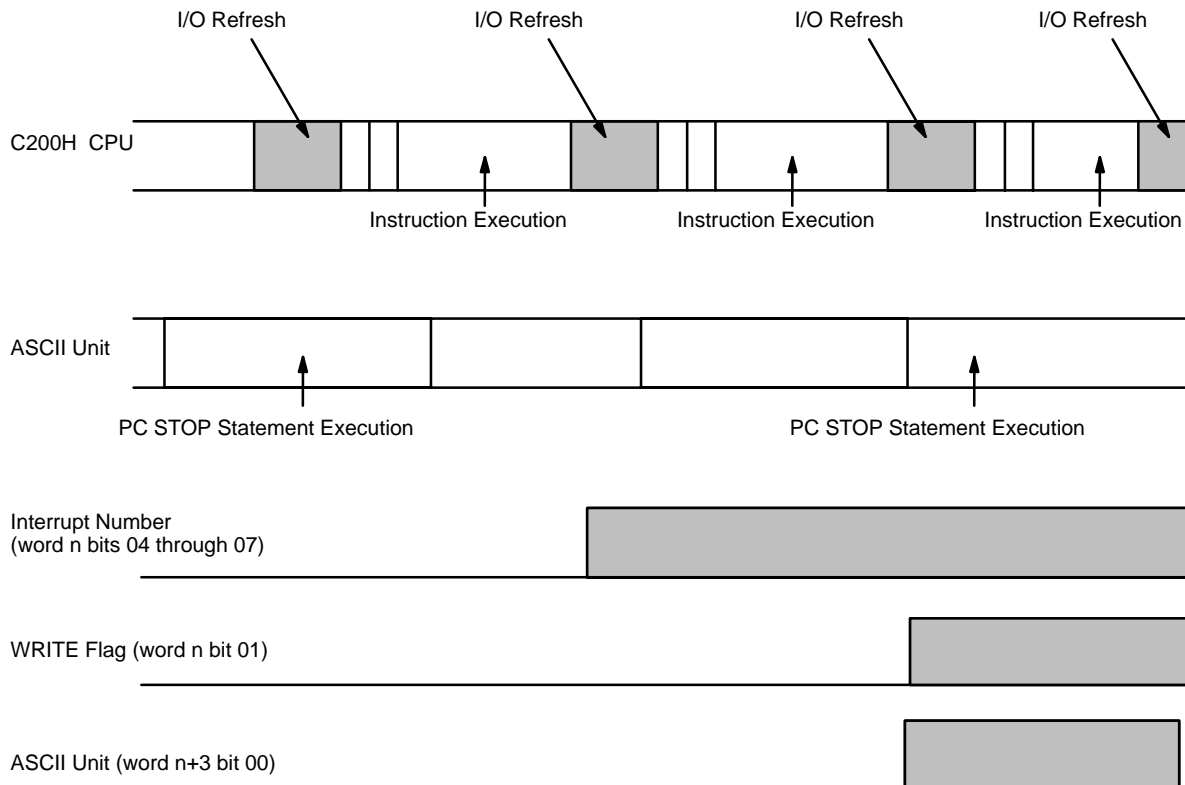 I/O Refresh I/O Refresh I/O Refresh I/O Refresh
C200H CPU
Instruction Execution Instruction Execution Instruction Execution
ASCII Unit
PC STOP Statement Execution PC STOP Statement Execution
Interrupt Number
(word n bits 04 through 07)
WRITE Flag (word n bit 01)
ASCII Unit (word n+3 bit 00)